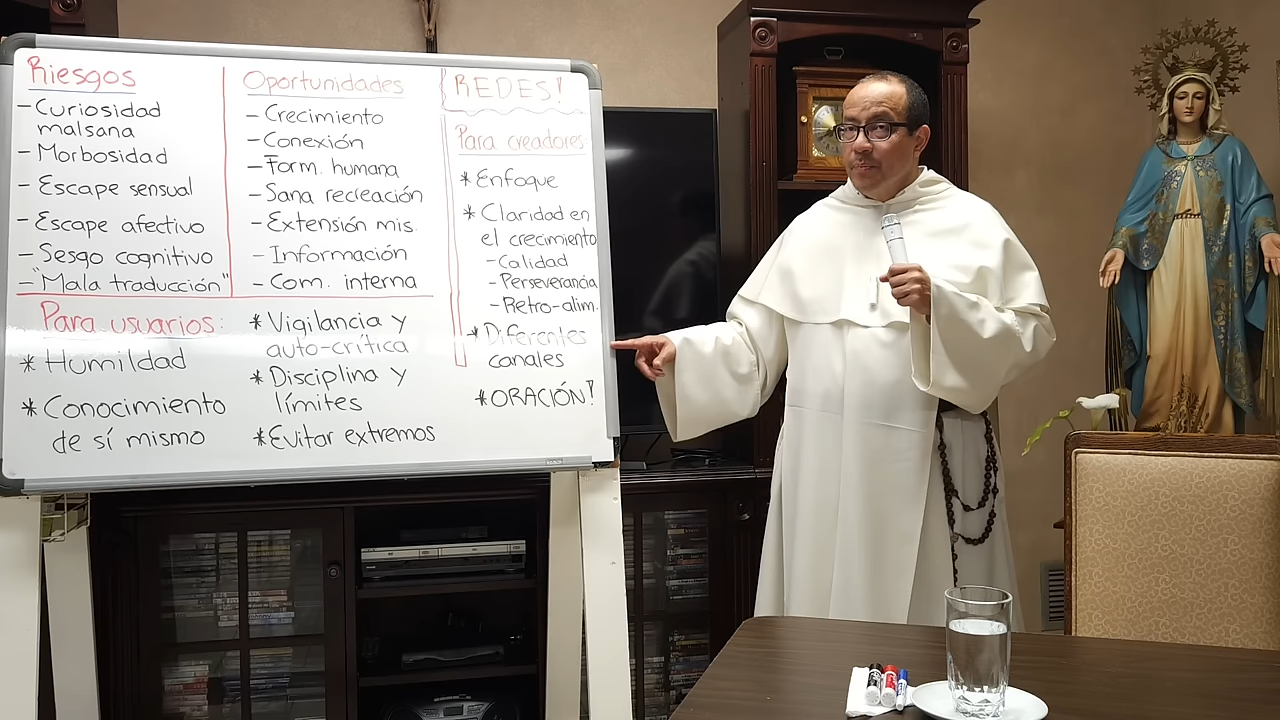 Riesgos
- Curiosidad
malsana
- Morbosidad
- Escape sensual
- Escape afectivo
- Sesgo cognitivo
- "Mala traducción"
Oportunidades
- Crecimiento
- Conexión
- Form. humana
- Sana recreación
- Extensión mis.
- Información
- Com. interna
REDES!
Para creadores:
* Enfoque
* Claridad en
el crecimiento
- Calidad
- Perseverancia
- Retro-alim.
* Diferentes
canales
* ORACIÓN!
Para usuarios:
* Humildad
* Conocimiento
de sí mismo
* Vigilancia y
auto-crítica
* Disciplina y
límites
* Evitar extremos